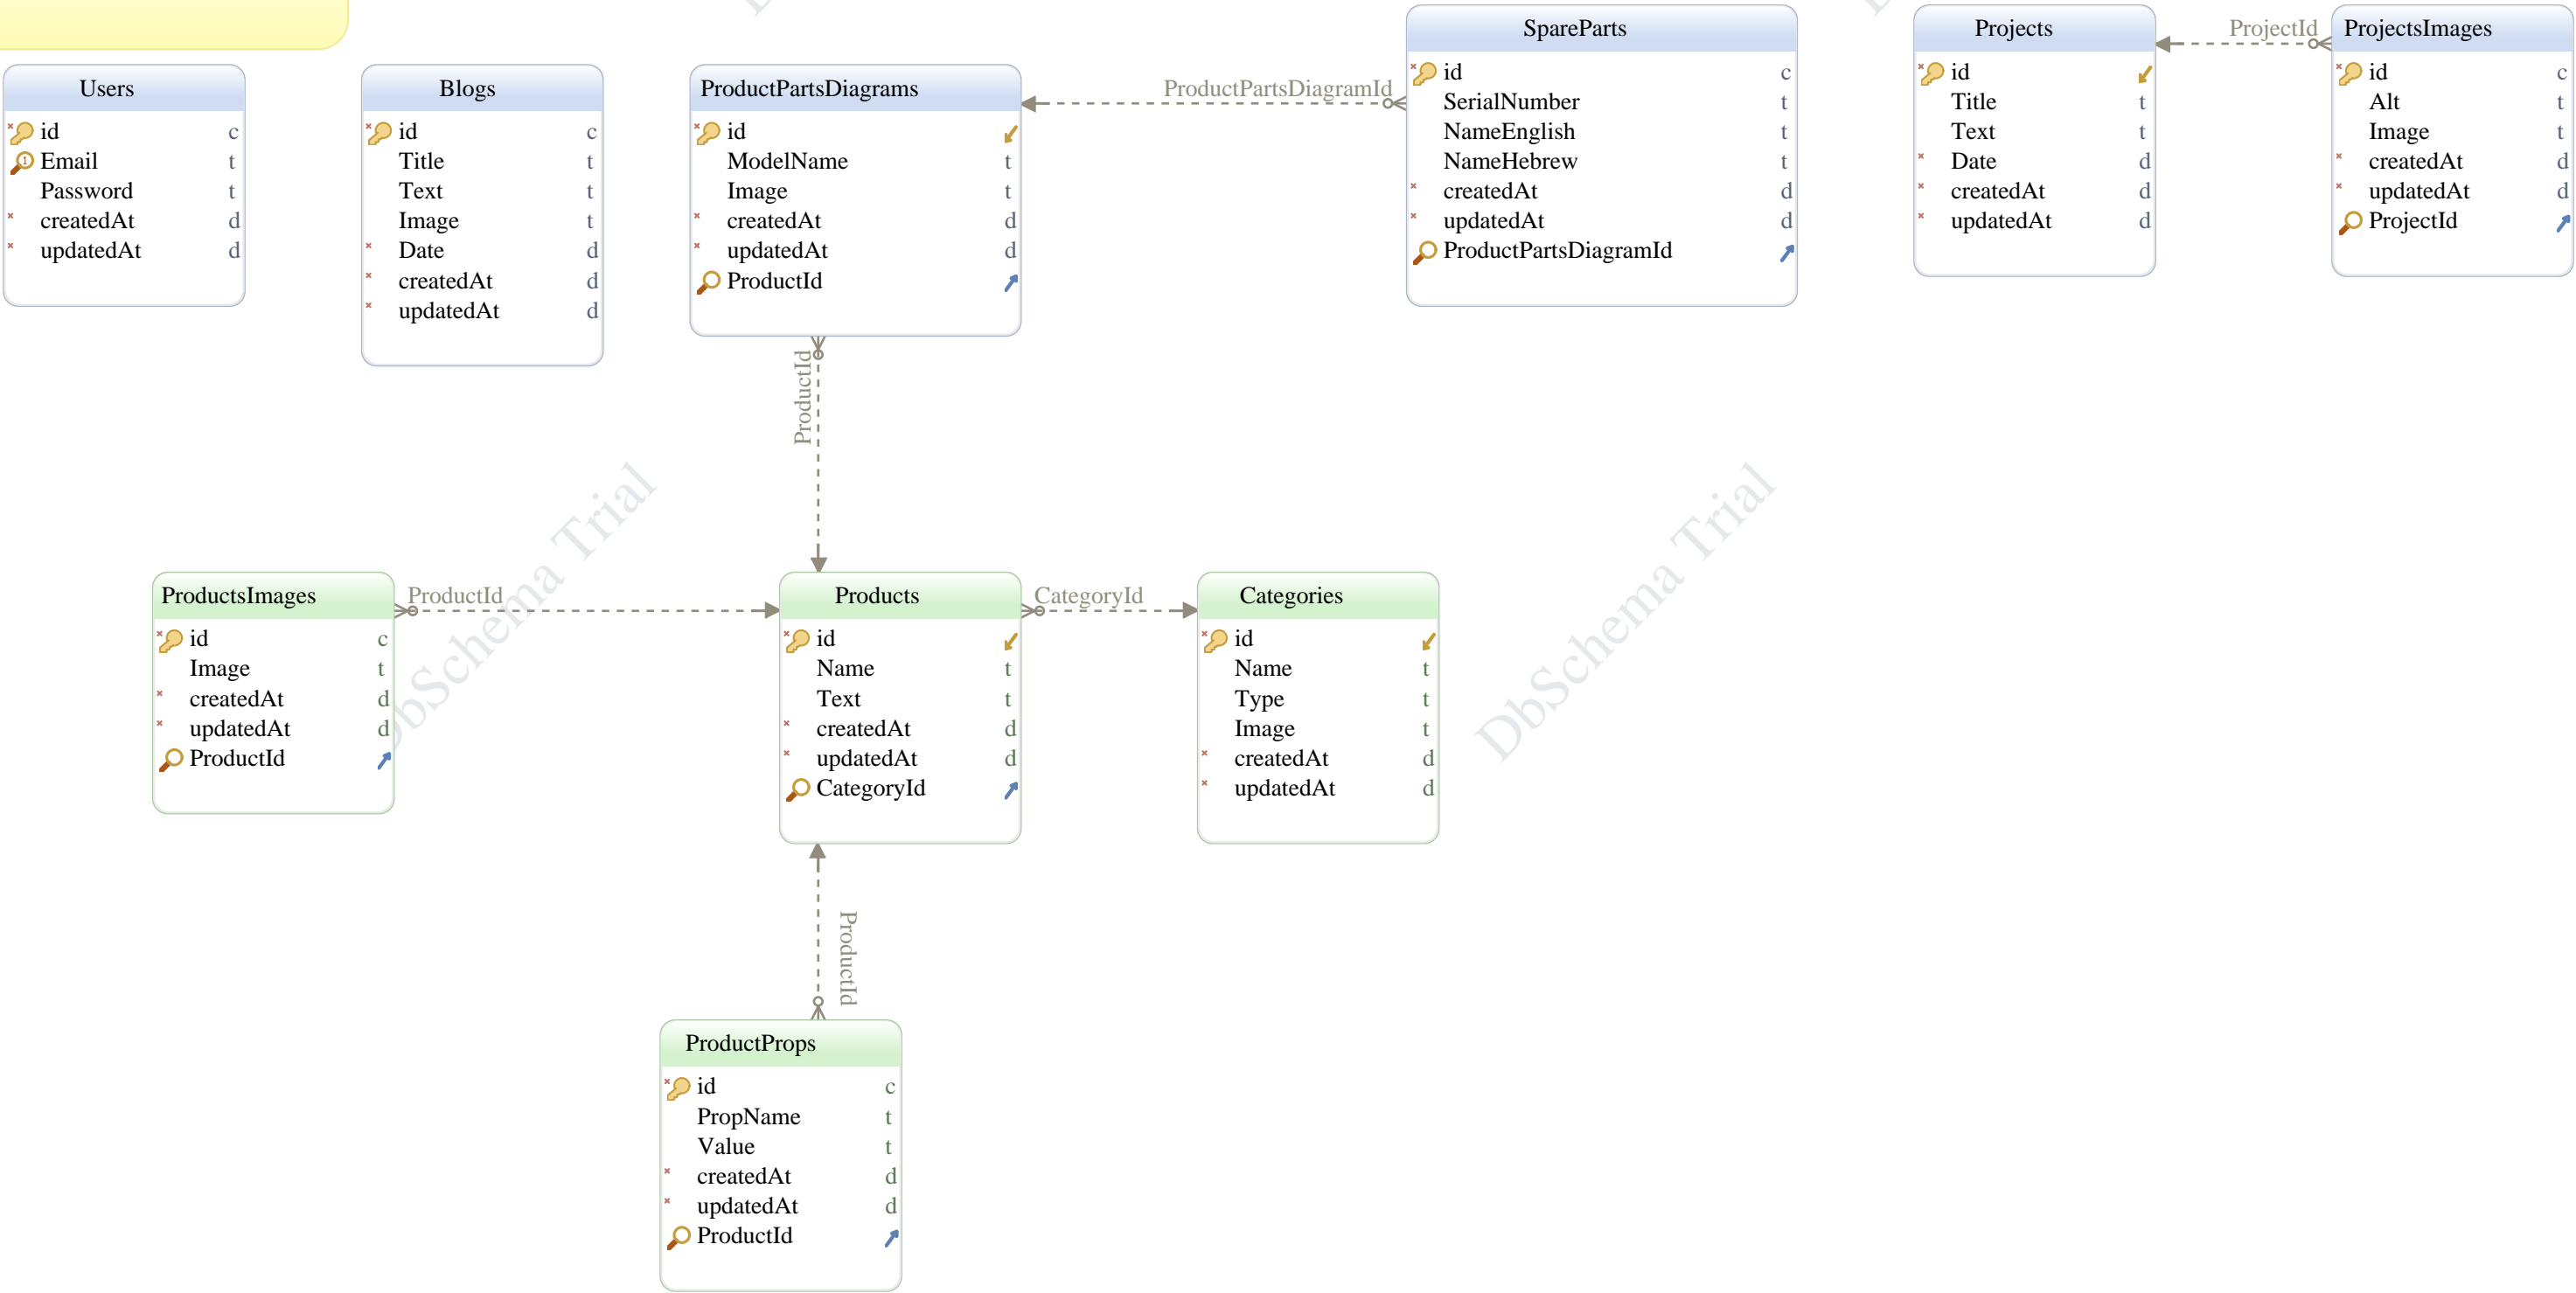 Users
id c
Email t
Password t
createdAt d
updatedAt d
Blogs
id c
Title t
Text t
Image t
Date d
createdAt d
updatedAt d
ProductPartsDiagrams
id
ModelName t
Image t
createdAt d
updatedAt d
ProductId
ProductPartsDiagramId
SpareParts
id c
SerialNumber t
NameEnglish t
NameHebrew t
createdAt d
updatedAt d
ProductPartsDiagramId
Projects
id
Title t
Text t
Date d
createdAt d
updatedAt d
ProjectId
ProjectsImages
id c
Alt t
Image t
createdAt d
updatedAt d
ProjectId
ProductId
DbSchema Trial
DbSchema Trial
ProductsImages
id c
Image t
createdAt d
updatedAt d
ProductId
ProductId
Products
id
Name t
Text t
createdAt d
updatedAt d
CategoryId
CategoryId
Categories
id
Name t
Type t
Image t
createdAt d
updatedAt d
ProductId
ProductProps
id c
PropName t
Value t
createdAt d
updatedAt d
ProductId